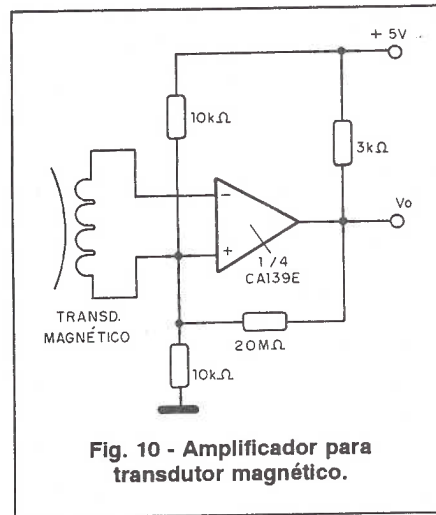 + 5V
10kΩ
3kΩ
Vo
-
+
1/4
CA139E
TRANSD.
MAGNÉTICO
20MΩ
10kΩ
Fig. 10 - Amplificador para
transdutor magnético.